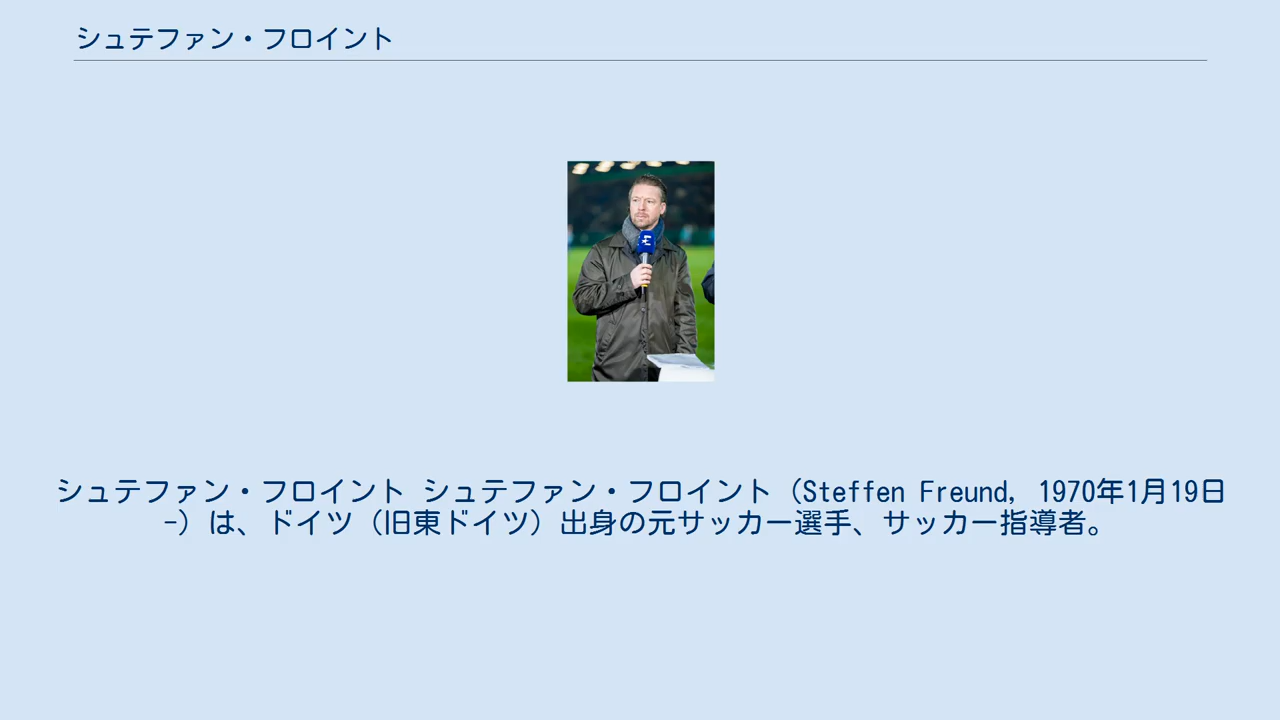 シュテファン・フロイント
シュテファン・フロイント シュテファン・フロイント（Steffen Freund, 1970年1月19日
-）は、ドイツ（旧東ドイツ）出身の元サッカー選手、サッカー指導者。